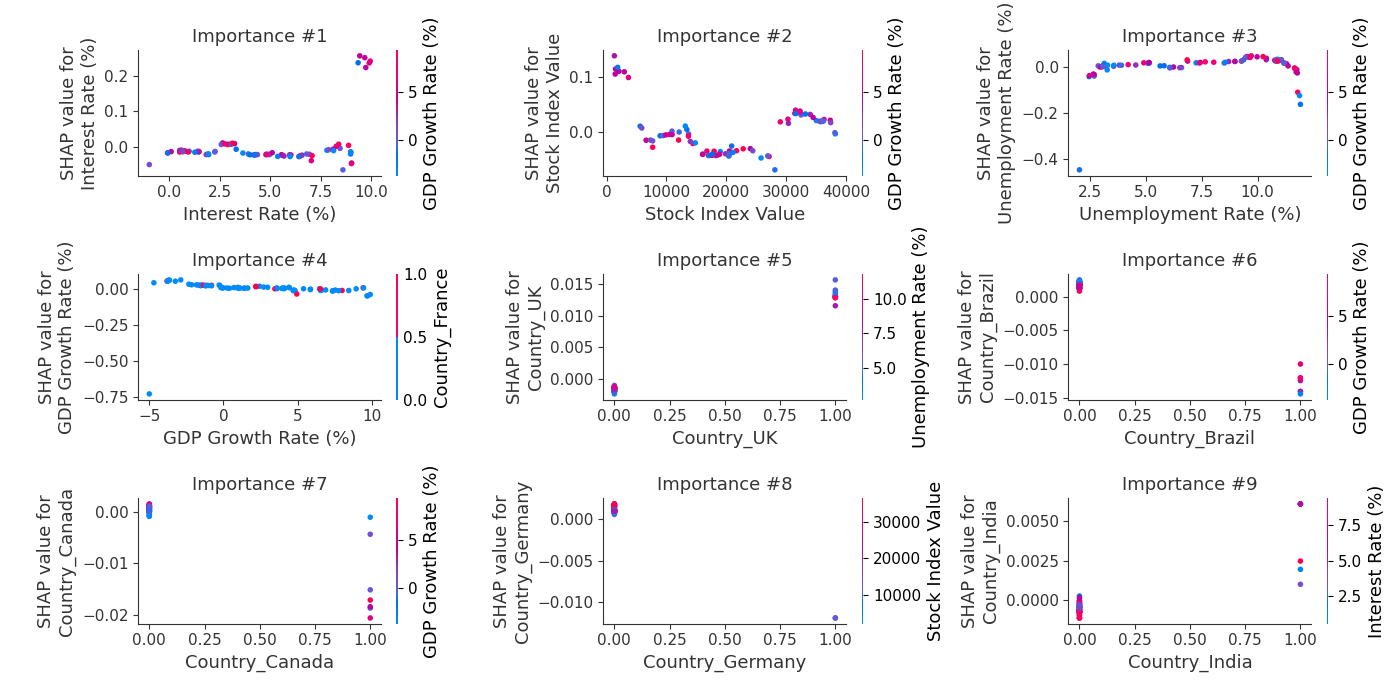 Importance #1
SHAP value for
Interest Rate (%)
0.2
0.1
0.0
0.0
2.5
5.0
7.5
10.0
Interest Rate (%)
5
0
GDP Growth Rate (%)
Importance #2
SHAP value for
Stock Index Value
0.1
0.0
0
10000
20000
30000
40000
Stock Index Value
5
0
GDP Growth Rate (%)
Importance #3
SHAP value for
Unemployment Rate (%)
0.0
−0.2
−0.4
2.5
5.0
7.5
10.0
Unemployment Rate (%)
5
0
GDP Growth Rate (%)
Importance #4
SHAP value for
GDP Growth Rate (%)
0.00
−0.25
−0.50
−0.75
−5
0
5
10
GDP Growth Rate (%)
1.0
0.5
0.0
Country_France
Importance #5
SHAP value for
Country_UK
0.015
0.010
0.005
0.000
0.00
0.25
0.50
0.75
1.00
Country_UK
10.0
7.5
5.0
Unemployment Rate (%)
Importance #6
SHAP value for
Country_Brazil
0.000
−0.005
−0.010
−0.015
0.00
0.25
0.50
0.75
1.00
Country_Brazil
5
0
GDP Growth Rate (%)
Importance #7
SHAP value for
Country_Canada
0.00
−0.01
−0.02
0.00
0.25
0.50
0.75
1.00
Country_Canada
5
0
GDP Growth Rate (%)
Importance #8
SHAP value for
Country_Germany
0.000
−0.005
−0.010
0.00
0.25
0.50
0.75
1.00
Country_Germany
30000
20000
10000
Stock Index Value
Importance #9
SHAP value for
Country_India
0.0050
0.0025
0.0000
0.00
0.25
0.50
0.75
1.00
Country_India
7.5
5.0
2.5
Interest Rate (%)